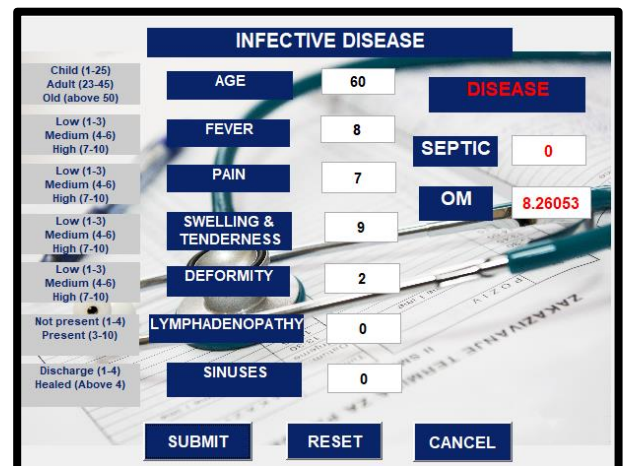 INFECTIVE DISEASE
Child (1-25)
Adult (23-45)
Old (above 50)
AGE
60
DISEASE
Low (1-3)
Medium (4-6)
High (7-10)
FEVER
8
SEPTIC
0
Low (1-3)
Medium (4-6)
High (7-10)
PAIN
7
OM
8.26053
Low (1-3)
Medium (4-6)
High (7-10)
SWELLING &
TENDERNESS
9
Low (1-3)
Medium (4-6)
High (7-10)
DEFORMITY
2
Not present (1-4)
Present (3-10)
LYMPHADENOPATHY
0
Discharge (1-4)
Healed (Above 4)
SINUSES
0
POZIV
ZAKAZIVANJE TERMINA ZA
SUBMIT
RESET
CANCEL